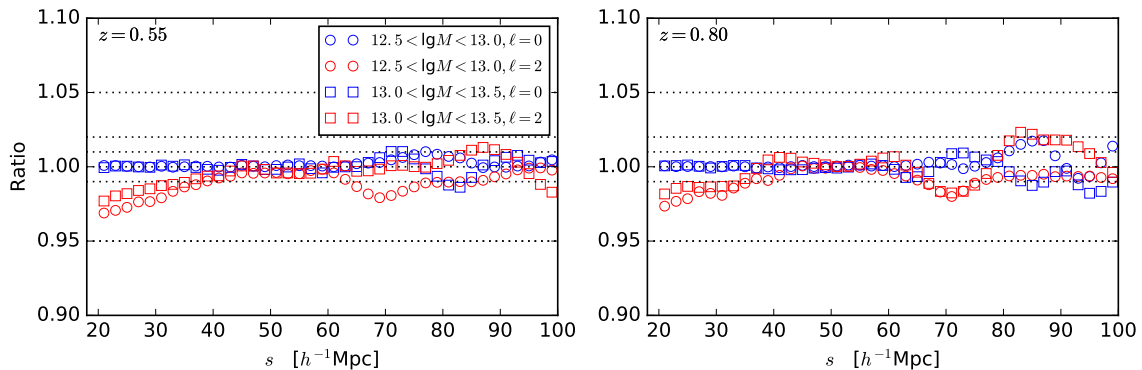 z = 0.55
12.5 < lgM < 13.0, ℓ = 0
12.5 < lgM < 13.0, ℓ = 2
13.0 < lgM < 13.5, ℓ = 0
13.0 < lgM < 13.5, ℓ = 2
1.10
1.05
1.00
0.95
0.90
Ratio
20 30 40 50 60 70 80 90 100
s [h⁻¹Mpc]
z = 0.80
1.10
1.05
1.00
0.95
0.90
20 30 40 50 60 70 80 90 100
s [h⁻¹Mpc]